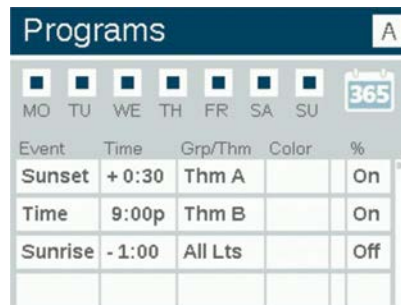 Programs A
MO TU WE TH FR SA SU 365
Event Time Grp/Thm Color %
Sunset + 0:30 Thm A On
Time 9:00p Thm B On
Sunrise - 1:00 All Lts Off